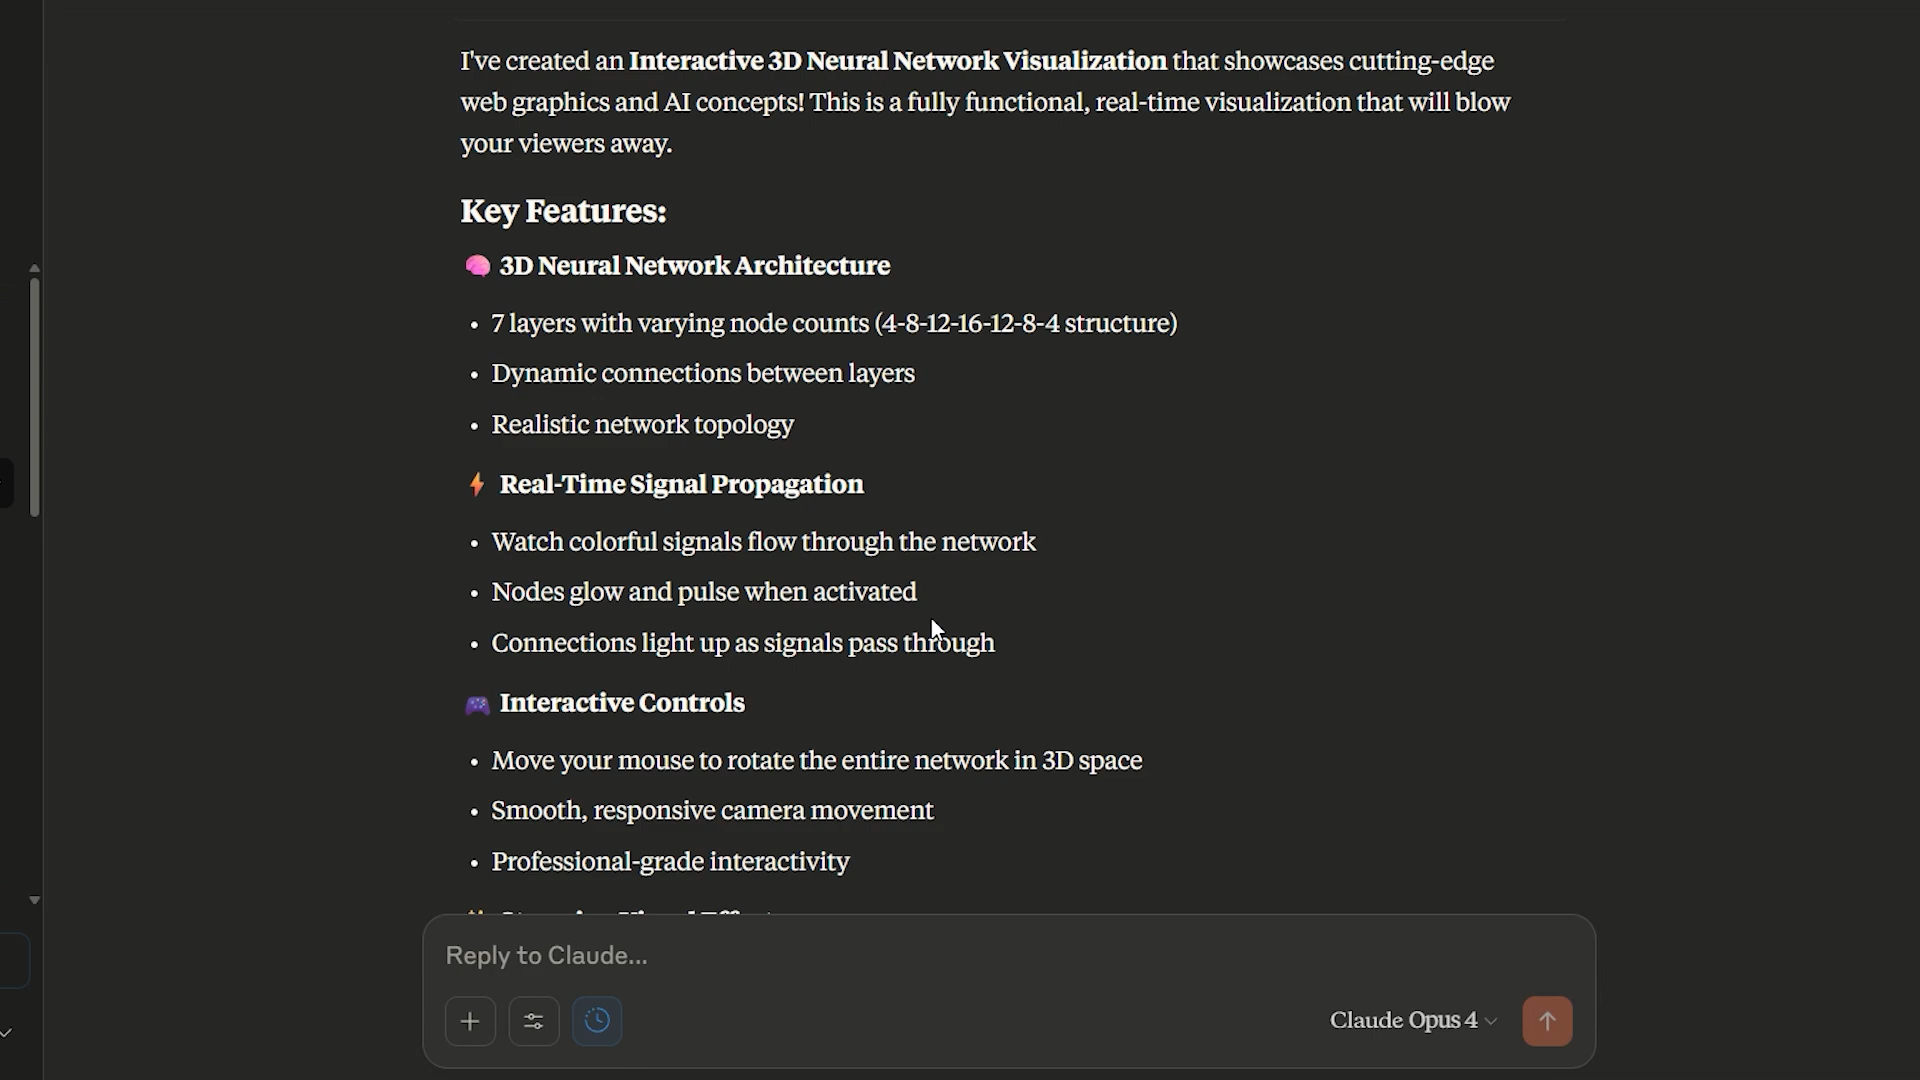 I've created an Interactive 3D Neural Network Visualization that showcases cutting-edge
web graphics and AI concepts! This is a fully functional, real-time visualization that will blow
your viewers away.
Key Features:
🧠 3D Neural Network Architecture
• 7 layers with varying node counts (4-8-12-16-12-8-4 structure)
• Dynamic connections between layers
• Realistic network topology
⚡ Real-Time Signal Propagation
• Watch colorful signals flow through the network
• Nodes glow and pulse when activated
• Connections light up as signals pass through
🎮 Interactive Controls
• Move your mouse to rotate the entire network in 3D space
• Smooth, responsive camera movement
• Professional-grade interactivity
Reply to Claude...
Claude Opus 4